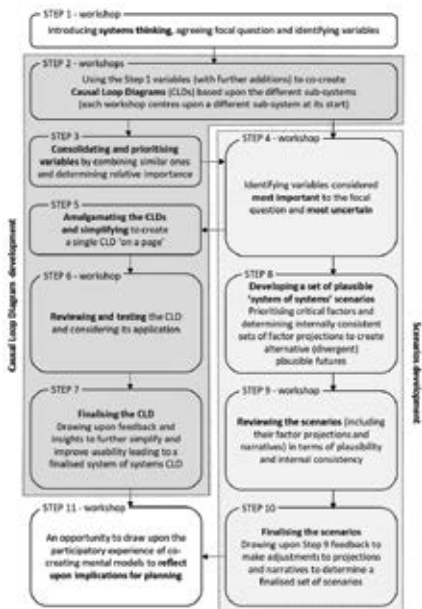 STEP 1 - workshop
Introducing systems thinking, agreeing focal question and identifying variables
STEP 2 - workshops
Using the Step 1 variables (with further additions) to co-create
Causal Loop Diagrams (CLDs) based upon the different sub-systems
(each workshop centres upon a different sub-system at its start)
STEP 3
Consolidating and prioritising
variables by combining similar ones
and determining relative importance
STEP 4 - workshop
Identifying variables considered
most important to the focal
question and most uncertain
STEP 5
Amalgamating the CLDs
and simplifying to create
a single CLD 'on a page'
STEP 6 - workshop
Reviewing and testing the CLD
and considering its application
STEP 7
Finalising the CLD
Drawing upon feedback and
insights to further simplify and
improve usability leading to a
finalised system of systems CLD
STEP 8
Developing a set of plausible
'system of systems' scenarios
Prioritising critical factors and
determining internally consistent
sets of factor projections to create
alternative (divergent)
plausible futures
STEP 9 - workshop
Reviewing the scenarios (including
their factor projections and
narratives) in terms of plausibility
and internal consistency
STEP 10
Finalising the scenarios
Drawing upon Step 9 feedback to
make adjustments to projections
and narratives to determine a
finalised set of scenarios
STEP 11 - workshop
An opportunity to draw upon the
participatory experience of co-
creating mental models to reflect
upon implications for planning
Causal Loop Diagram development
Scenarios development